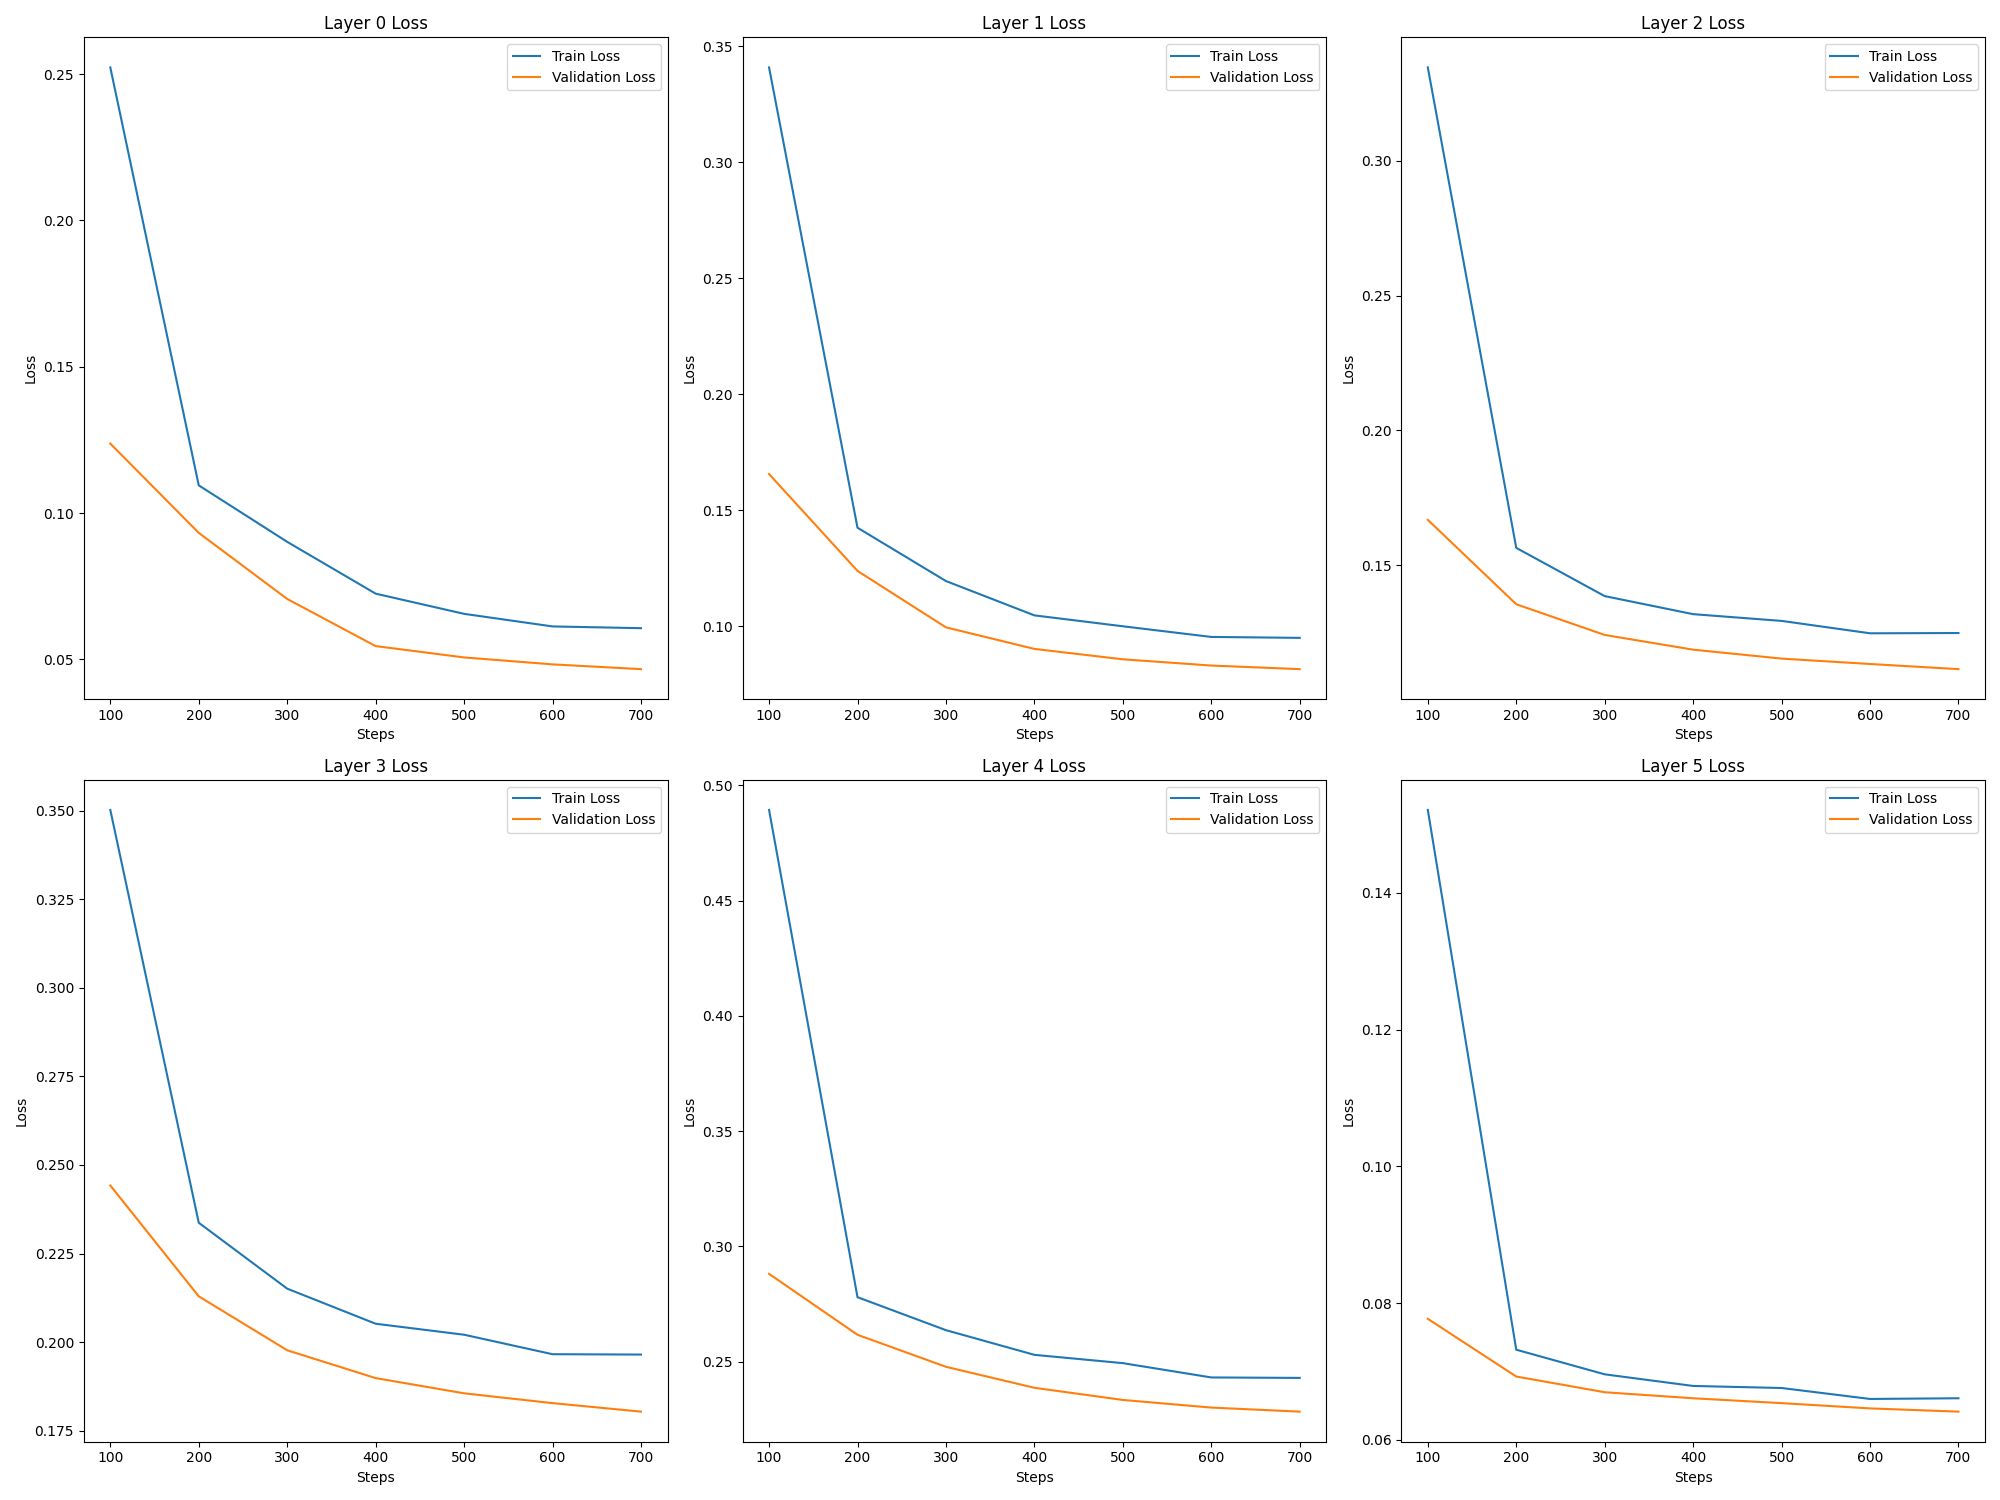 Layer 0 Loss
Train Loss
Validation Loss
0.25
0.20
0.15
0.10
0.05
Loss
100 200 300 400 500 600 700
Steps
Layer 1 Loss
Train Loss
Validation Loss
0.35
0.30
0.25
0.20
0.15
0.10
Loss
100 200 300 400 500 600 700
Steps
Layer 2 Loss
Train Loss
Validation Loss
0.30
0.25
0.20
0.15
Loss
100 200 300 400 500 600 700
Steps
Layer 3 Loss
Train Loss
Validation Loss
0.350
0.325
0.300
0.275
0.250
0.225
0.200
0.175
Loss
100 200 300 400 500 600 700
Steps
Layer 4 Loss
Train Loss
Validation Loss
0.50
0.45
0.40
0.35
0.30
0.25
Loss
100 200 300 400 500 600 700
Steps
Layer 5 Loss
Train Loss
Validation Loss
0.14
0.12
0.10
0.08
0.06
Loss
100 200 300 400 500 600 700
Steps